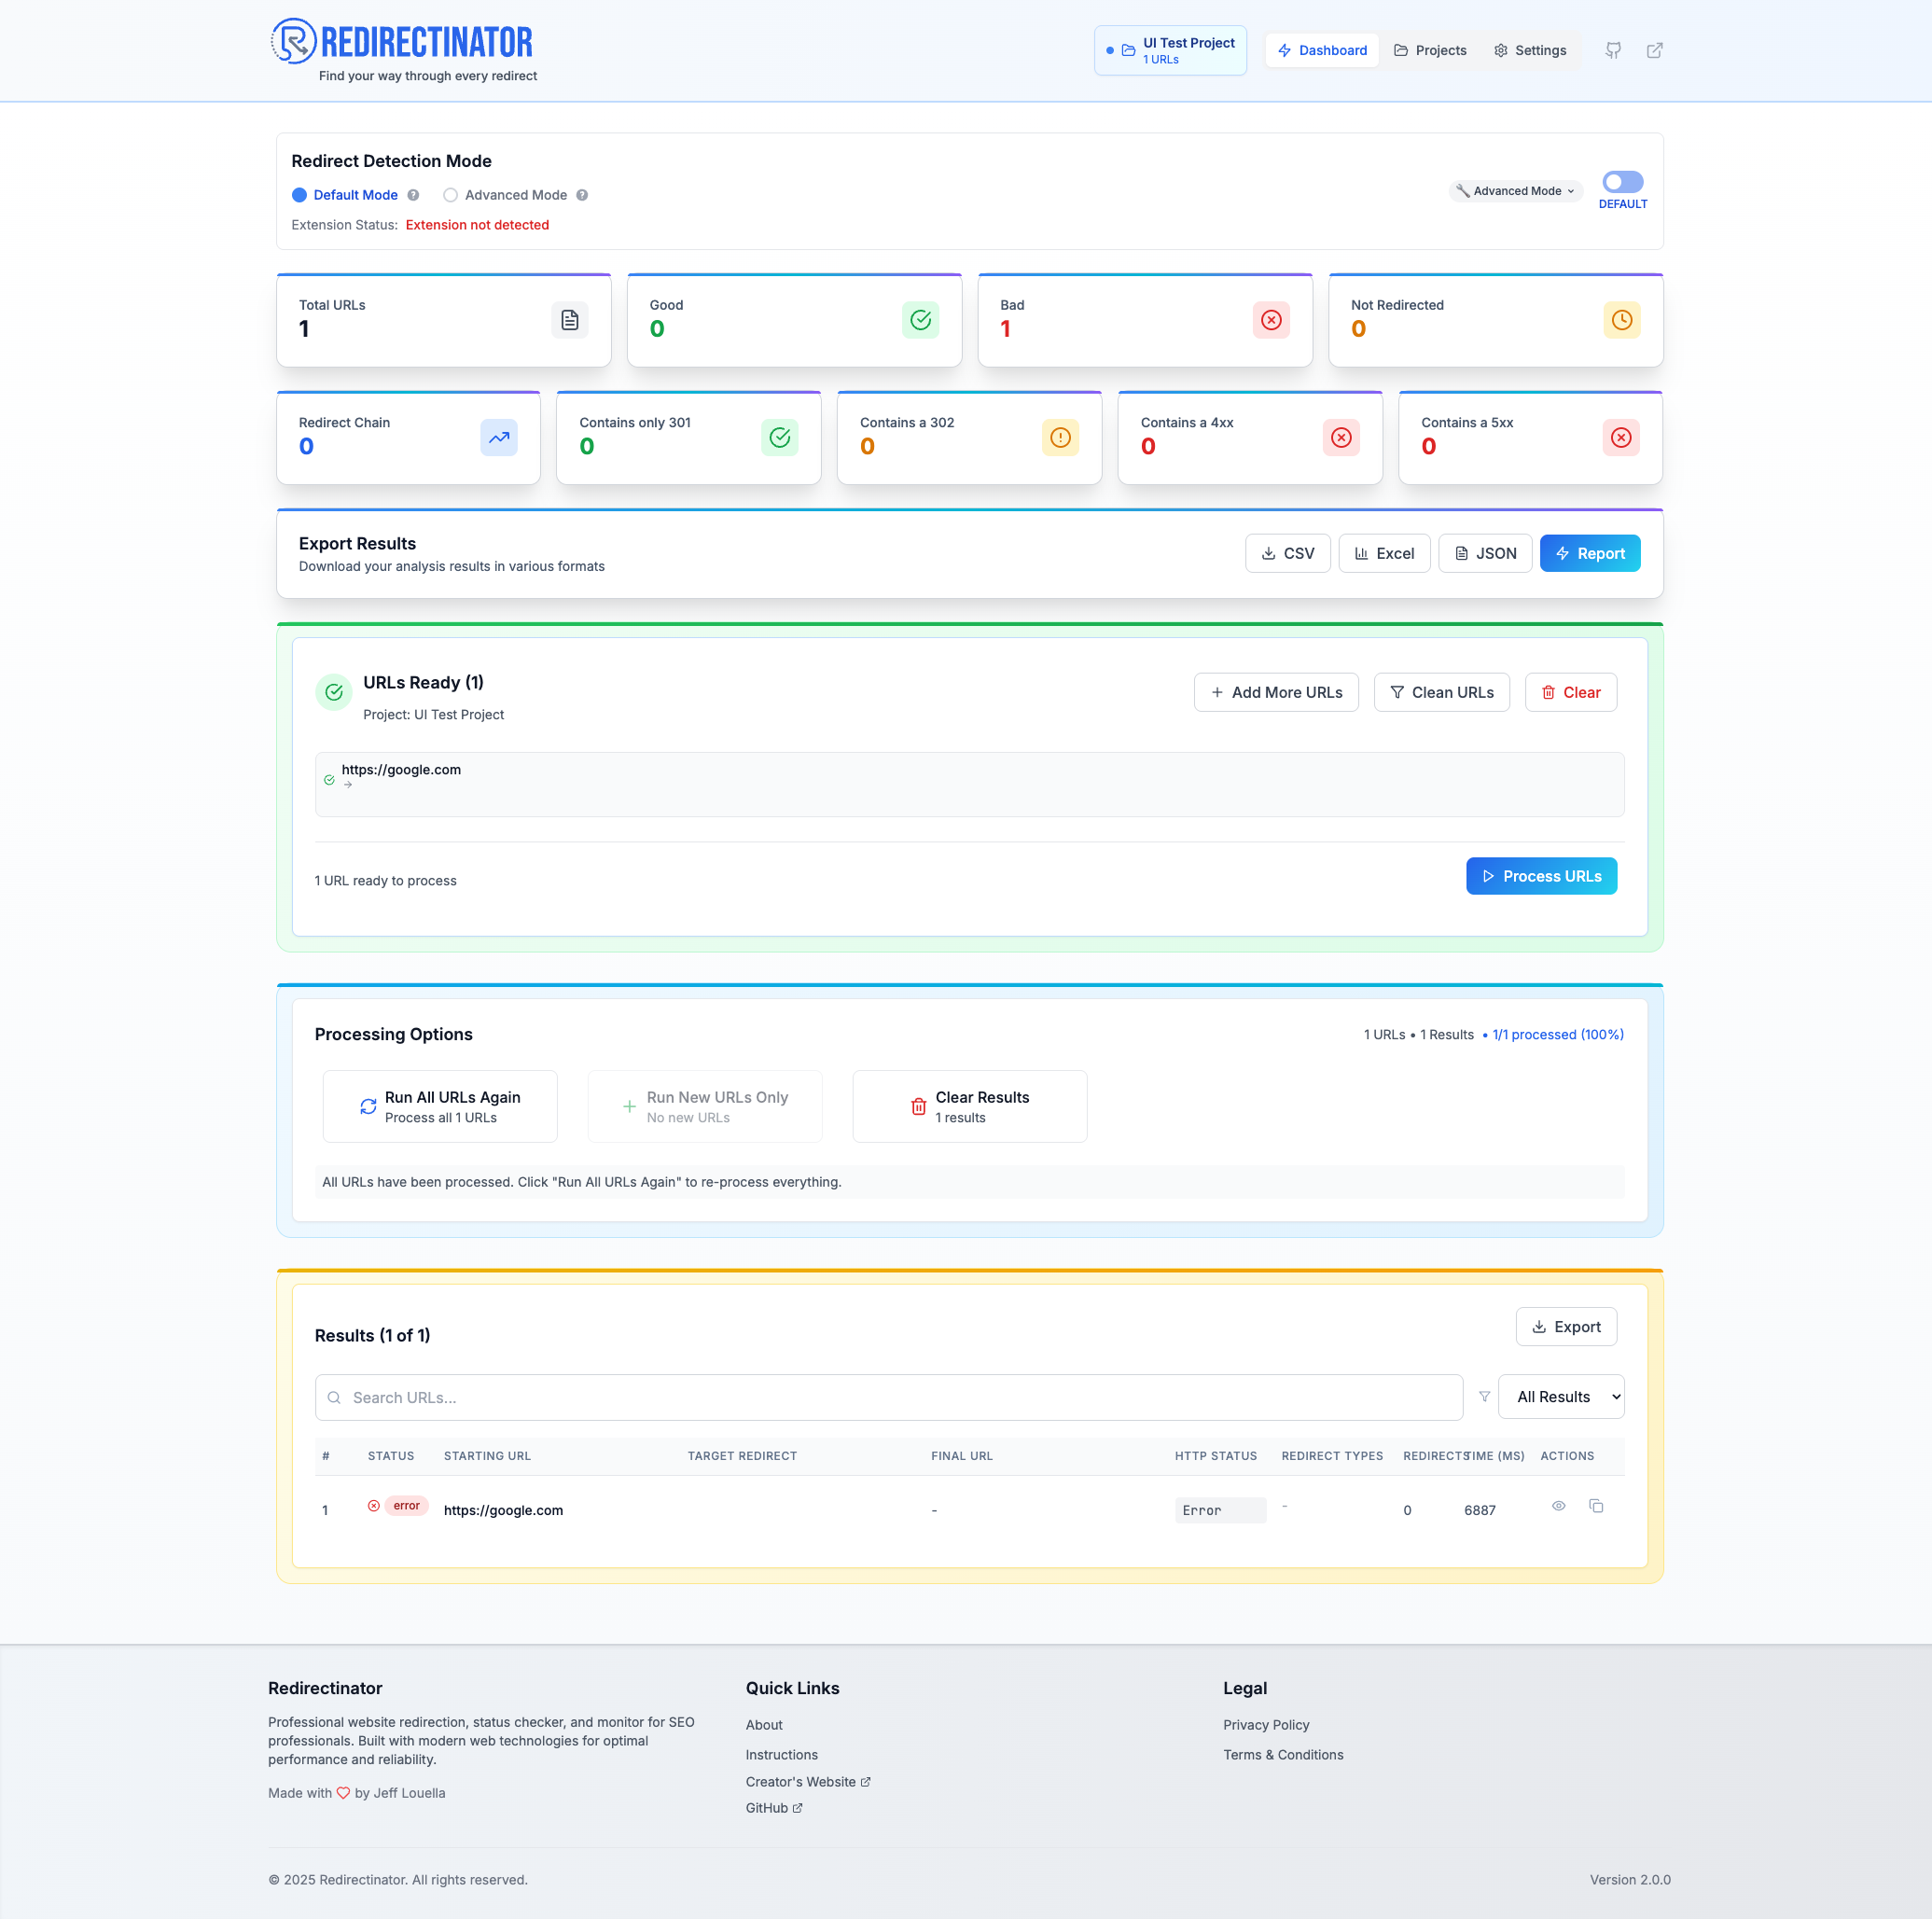 REDIRECTINATOR
Find your way through every redirect
UI Test Project
1 URLs
Dashboard
Projects
Settings
Redirect Detection Mode
Default Mode ?
Advanced Mode ?
Extension Status: Extension not detected
Advanced Mode
DEFAULT
Total URLs
1
Good
0
Bad
1
Not Redirected
0
Redirect Chain
0
Contains only 301
0
Contains a 302
0
Contains a 4xx
0
Contains a 5xx
0
Export Results
Download your analysis results in various formats
CSV
Excel
JSON
Report
URLs Ready (1)
Project: UI Test Project
Add More URLs
Clean URLs
Clear
https://google.com
→
1 URL ready to process
Process URLs
Processing Options
1 URLs • 1 Results • 1/1 processed (100%)
Run All URLs Again
Process all 1 URLs
Run New URLs Only
No new URLs
Clear Results
1 results
All URLs have been processed. Click "Run All URLs Again" to re-process everything.
Results (1 of 1)
Export
Search URLs...
All Results
# STATUS STARTING URL TARGET REDIRECT FINAL URL HTTP STATUS REDIRECT TYPES REDIRECTS TIME (MS) ACTIONS
1 error https://google.com - Error - 0 6887
Redirectinator
Professional website redirection, status checker, and monitor for SEO
professionals. Built with modern web technologies for optimal
performance and reliability.
Made with ♡ by Jeff Louella
Quick Links
About
Instructions
Creator's Website
GitHub
Legal
Privacy Policy
Terms & Conditions
© 2025 Redirectinator. All rights reserved.
Version 2.0.0